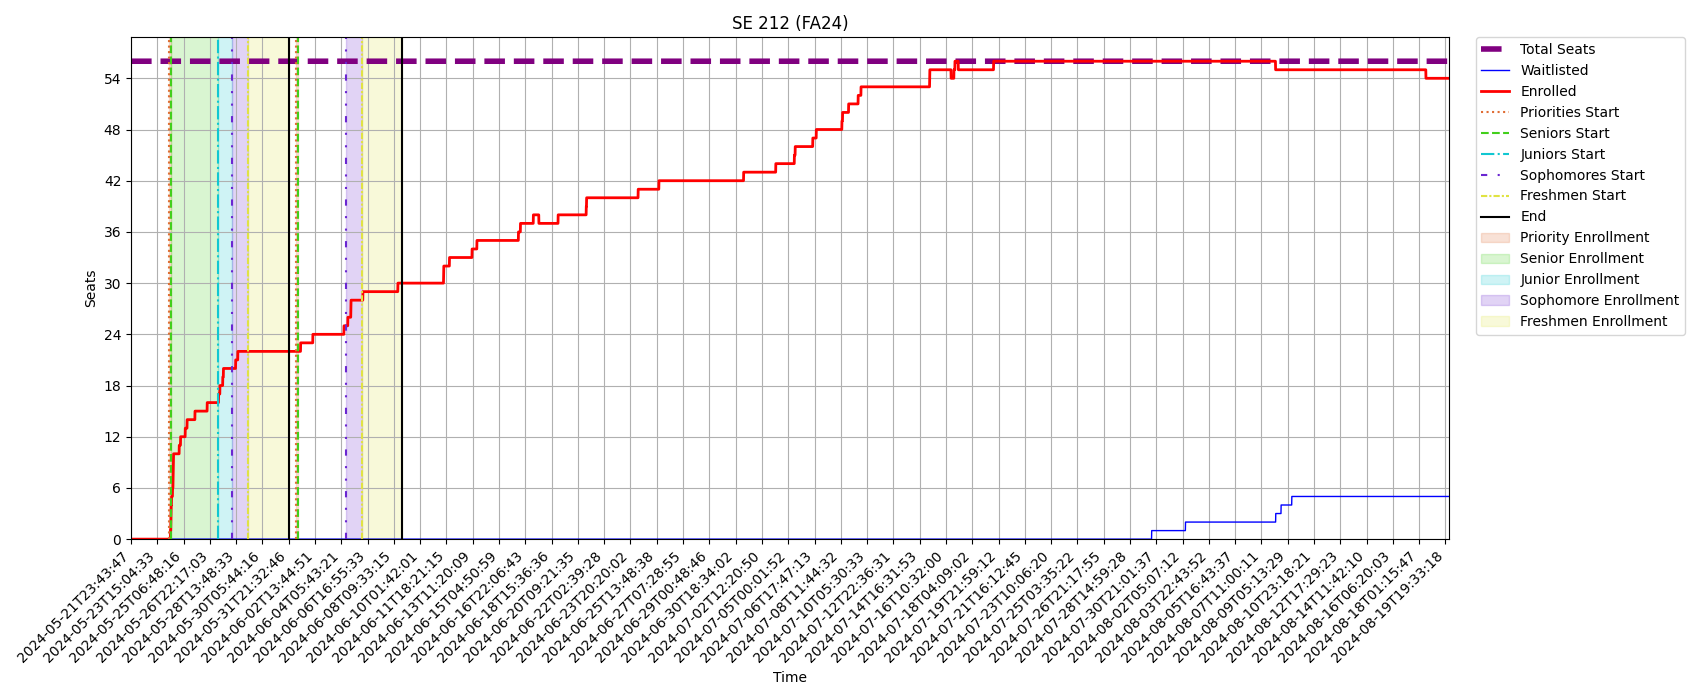 SE 212 (FA24)
Total Seats
Waitlisted
Enrolled
Priorities Start
Seniors Start
Juniors Start
Sophomores Start
Freshmen Start
End
Priority Enrollment
Senior Enrollment
Junior Enrollment
Sophomore Enrollment
Freshmen Enrollment
Seats
54
48
42
36
30
24
18
12
6
0
2024-05-21T23:43:47
2024-05-23T15:04:33
2024-05-25T06:48:16
2024-05-26T22:17:03
2024-05-28T13:48:33
2024-05-30T05:44:16
2024-05-31T21:32:46
2024-06-02T13:44:51
2024-06-04T05:43:21
2024-06-06T16:55:33
2024-06-08T09:33:15
2024-06-10T01:42:01
2024-06-11T18:21:15
2024-06-13T11:20:09
2024-06-15T04:50:59
2024-06-16T22:06:43
2024-06-18T15:36:36
2024-06-20T09:21:35
2024-06-22T02:39:28
2024-06-23T20:20:02
2024-06-25T13:48:38
2024-06-27T07:28:55
2024-06-29T00:48:46
2024-06-30T18:34:02
2024-07-02T12:20:50
2024-07-05T00:01:52
2024-07-06T17:47:13
2024-07-08T11:44:32
2024-07-10T05:30:33
2024-07-12T22:36:31
2024-07-14T16:31:53
2024-07-16T10:32:00
2024-07-18T04:09:02
2024-07-19T21:59:12
2024-07-21T16:12:45
2024-07-23T10:06:20
2024-07-25T03:35:22
2024-07-26T21:17:55
2024-07-28T14:59:28
2024-07-30T21:01:37
2024-08-02T05:07:12
2024-08-03T22:43:52
2024-08-05T16:43:37
2024-08-07T11:00:11
2024-08-09T05:13:29
2024-08-10T23:18:21
2024-08-12T17:29:23
2024-08-14T11:42:10
2024-08-16T06:20:03
2024-08-18T01:15:47
2024-08-19T19:33:18
Time